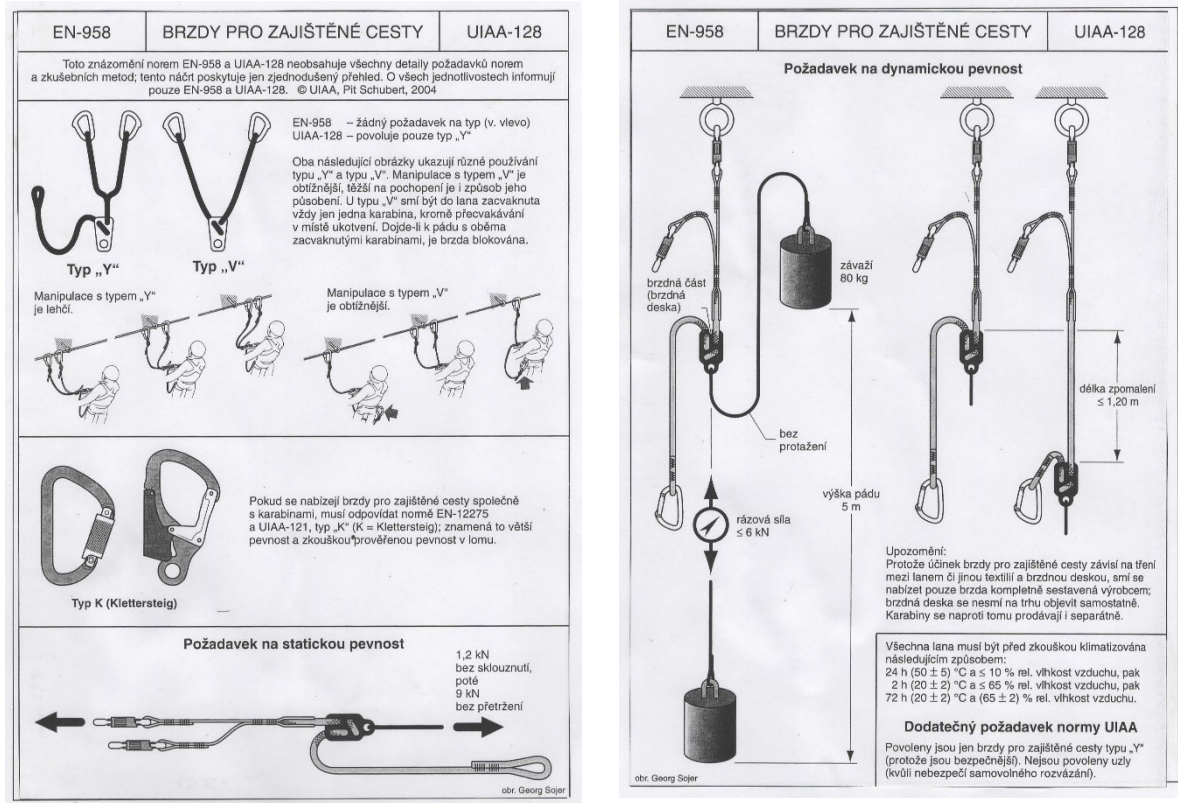 EN-958
BRZDY PRO ZAJIŠTĚNÉ CESTY
UIAA-128
Toto znázornění norem EN-958 a UIAA-128 neobsahuje všechny detaily požadavků norem
a zkušebních metod; tento náčrt poskytuje jen zjednodušený přehled. O všech jednotlivostech informují
pouze EN-958 a UIAA-128. © UIAA, Pit Schubert, 2004
EN-958 – žádný požadavek na typ (v. vlevo)
UIAA-128 – povoluje pouze typ „Y“
Oba následující obrázky ukazují různé používání
typu „Y“ a typu „V“. Manipulace s typem „V“ je
obtížnější, těžší na pochopení je i způsob jeho
působení. U typu „V“ smí být do lana zacvaknuta
vždy jen jedna karabina, kromě přecvakávání
v místě ukotvení. Dojde-li k pádu s oběma
zacvaknutými karabinami, je brzda blokována.
Typ „Y“
Typ „V“
Manipulace s typem „Y“
je lehčí.
Manipulace s typem „V“
je obtížnější.
Pokud se nabízejí brzdy pro zajištěné cesty společně
s karabinami, musí odpovídat normě EN-12275
a UIAA-121, typ „K“ (K = Klettersteig); znamená to větší
pevnost a zkouškou prověřenou pevnost v lomu.
Typ K (Klettersteig)
Požadavek na statickou pevnost
1,2 kN
bez sklouznutí,
poté
9 kN
bez přetržení
obr. Georg Sojer
EN-958
BRZDY PRO ZAJIŠTĚNÉ CESTY
UIAA-128
Požadavek na dynamickou pevnost
závaží
80 kg
brzdná část
(brzdná
deska)
délka zpomalení
≤ 1,20 m
bez
protažení
výška pádu
5 m
rázová síla
≤ 6 kN
Upozornění:
Protože účinek brzdy pro zajištěné cesty závisí na tření
mezi lanem či jinou textilií a brzdnou deskou, smí se
nabízet pouze brzda kompletně sestavená výrobcem;
brzdná deska se nesmí na trhu objevit samostatně.
Karabiny se naproti tomu prodávají i separátně.
Všechna lana musí být před zkouškou klimatizována
následujícím způsobem:
24 h (50 ± 5) °C a ≤ 10 % rel. vlhkost vzduchu, pak
2 h (20 ± 2) °C a ≤ 65 % rel. vlhkost vzduchu, pak
72 h (20 ± 2) °C a (65 ± 2) % rel. vlhkost vzduchu.
Dodatečný požadavek normy UIAA
Povoleny jsou jen brzdy pro zajištěné cesty typu „Y“
(protože jsou bezpečnější). Nejsou povoleny uzly
(kvůli nebezpečí samovolného rozvázání).
obr. Georg Sojer